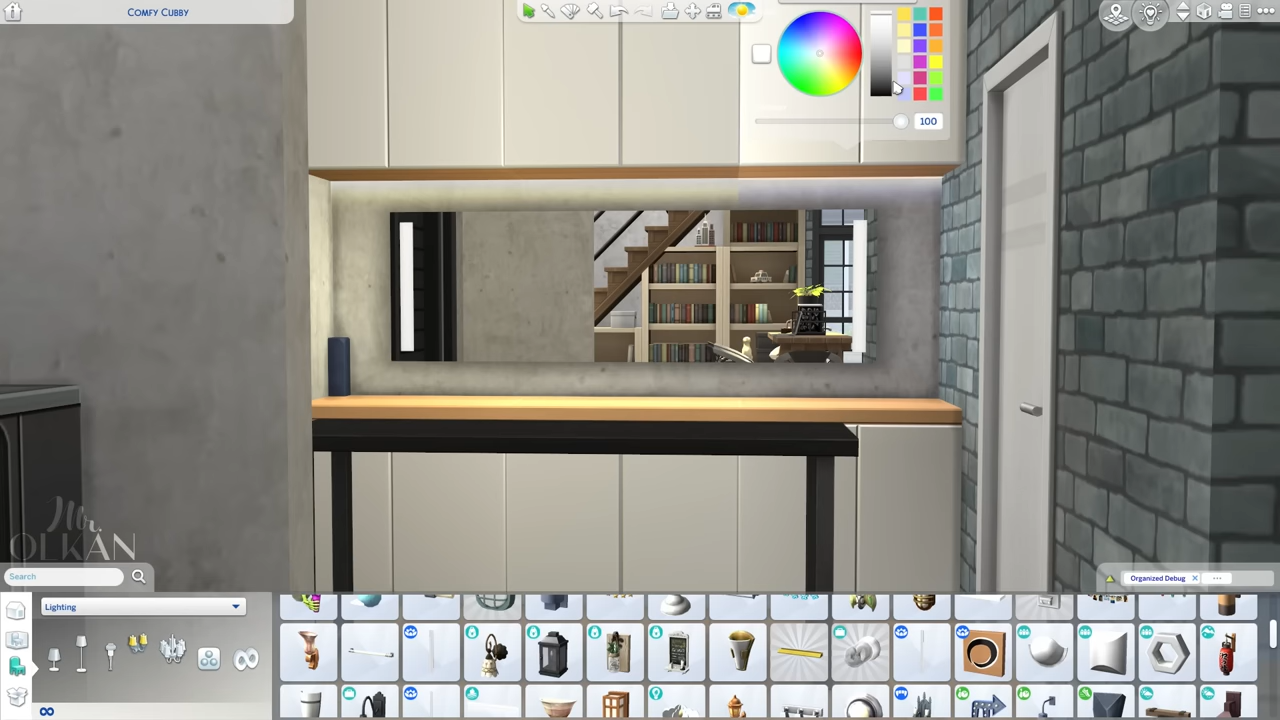 COMFY CUBBY
100
Mr.
OLKAN
Search
Organized Debug
Lighting